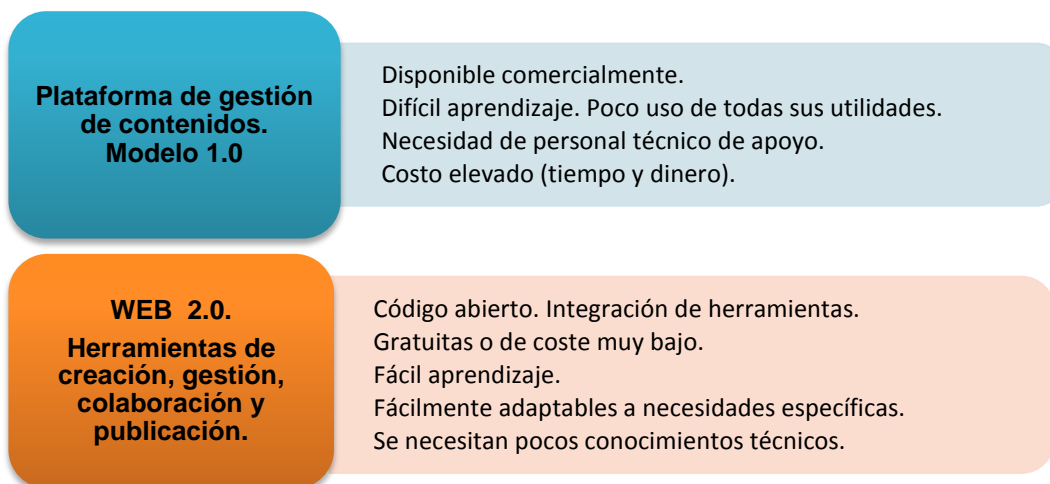 Plataforma de gestión
de contenidos.
Modelo 1.0
Disponible comercialmente.
Difícil aprendizaje. Poco uso de todas sus utilidades.
Necesidad de personal técnico de apoyo.
Costo elevado (tiempo y dinero).
WEB 2.0.
Herramientas de
creación, gestión,
colaboración y
publicación.
Código abierto. Integración de herramientas.
Gratuitas o de coste muy bajo.
Fácil aprendizaje.
Fácilmente adaptables a necesidades específicas.
Se necesitan pocos conocimientos técnicos.